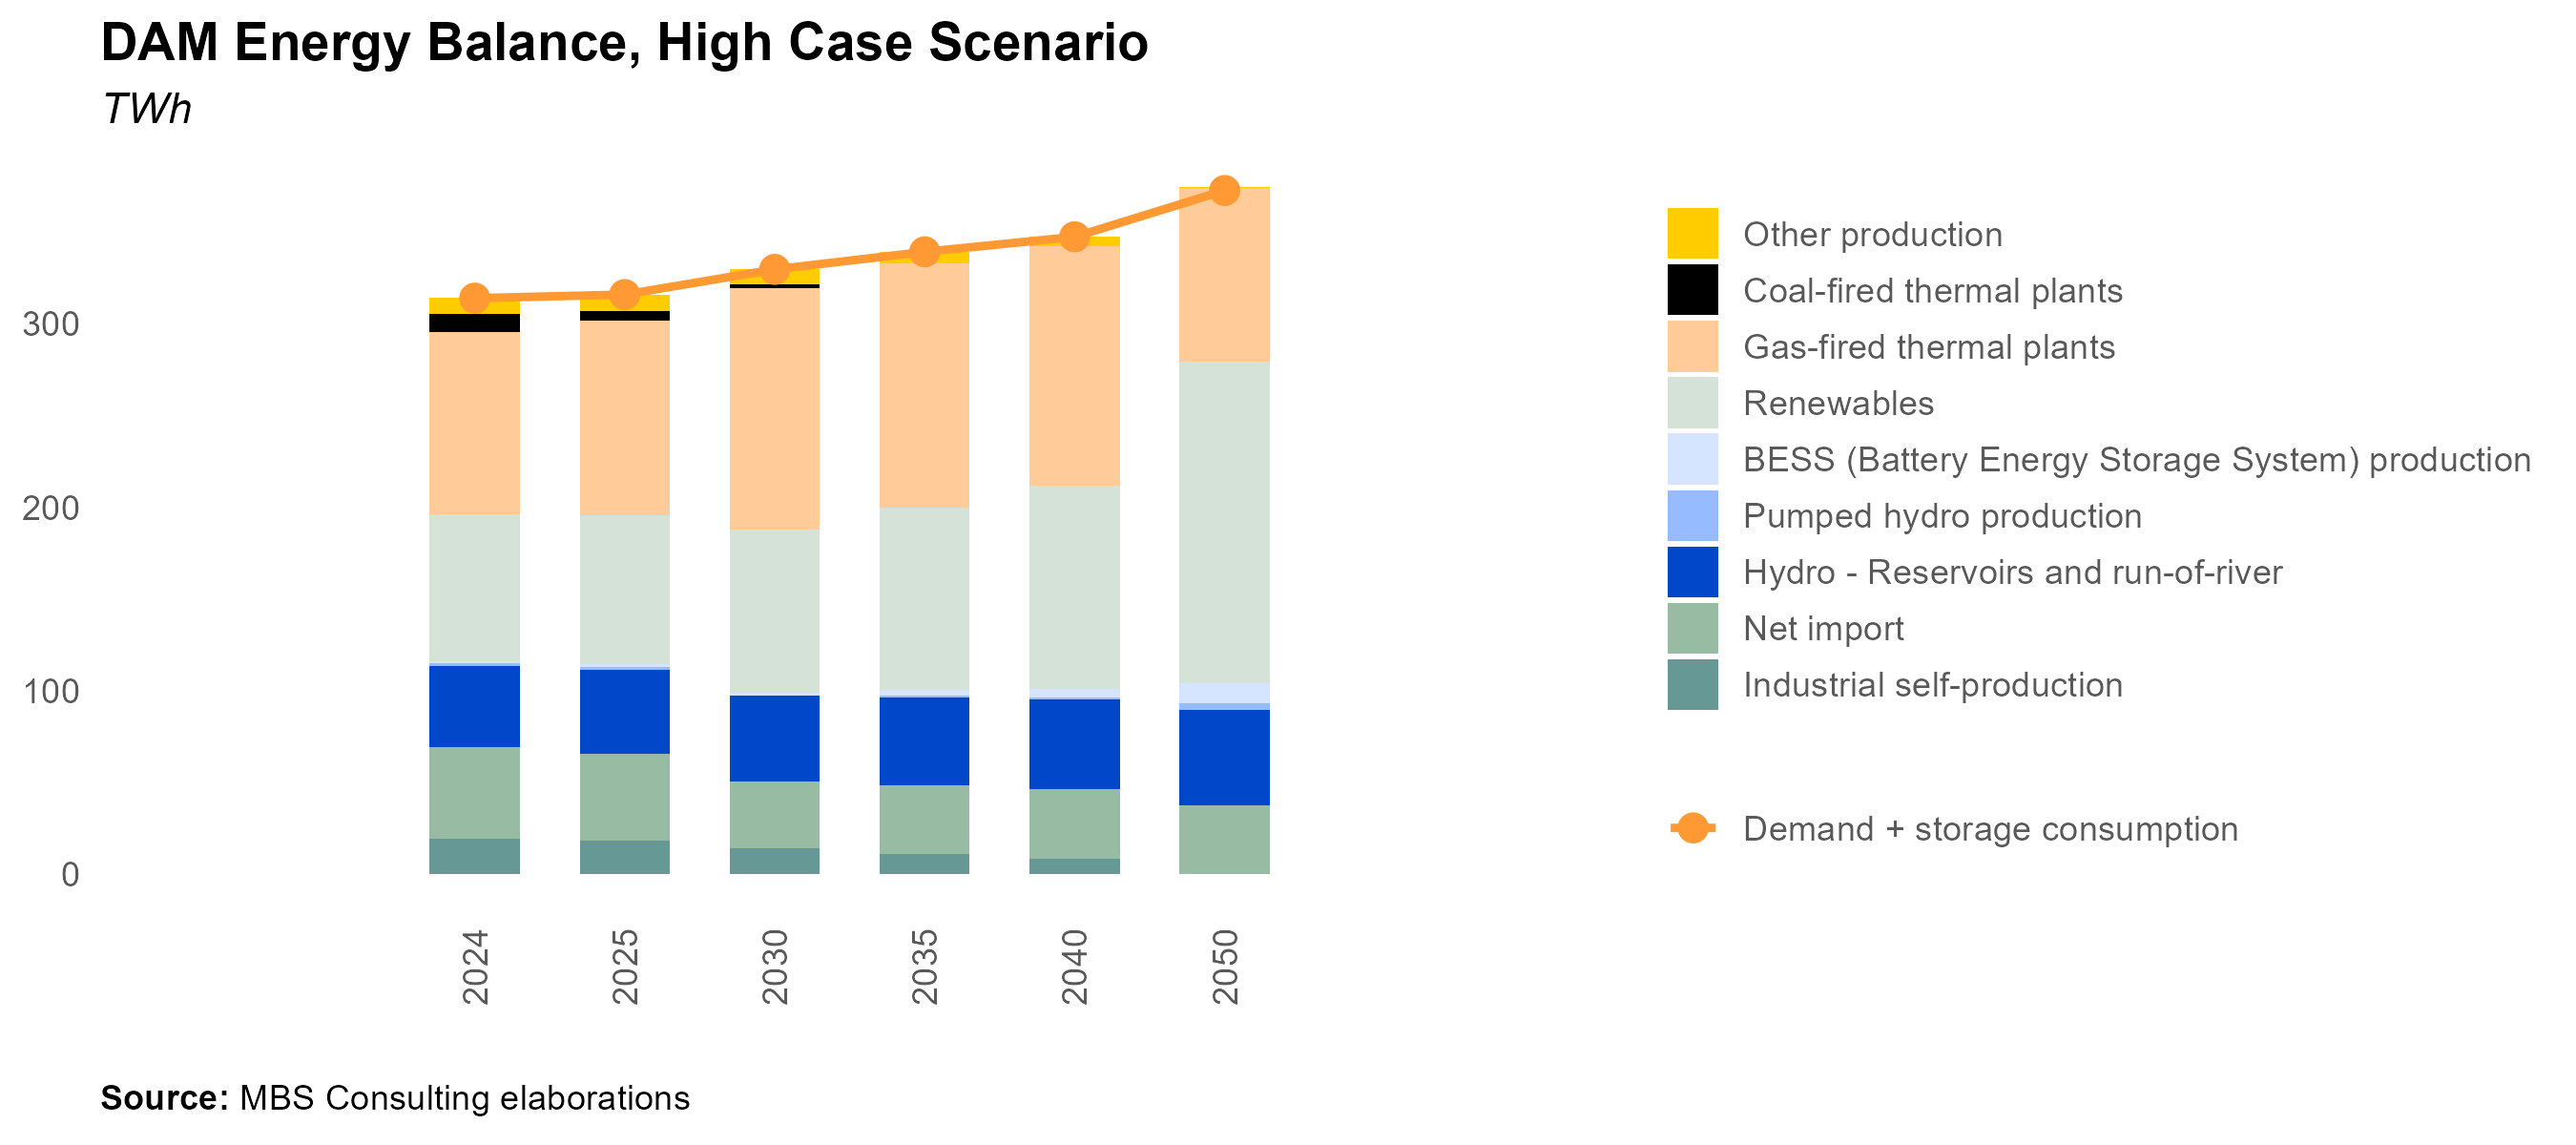 DAM Energy Balance, High Case Scenario
TWh
300
200
100
0
2024
2025
2030
2035
2040
2050
Other production
Coal-fired thermal plants
Gas-fired thermal plants
Renewables
BESS (Battery Energy Storage System) production
Pumped hydro production
Hydro - Reservoirs and run-of-river
Net import
Industrial self-production
Demand + storage consumption
Source: MBS Consulting elaborations